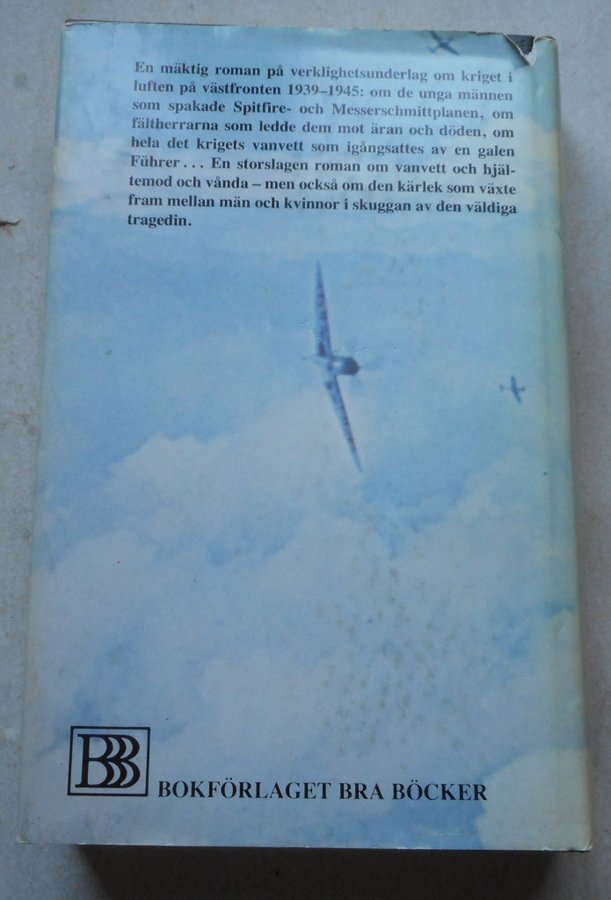 En mäktig roman på verklighetsunderlag om kriget i
luften på västfronten 1939–1945: om de unga männen
som spakade Spitfire- och Messerschmittplanen, om
fältherrarna som ledde dem mot äran och döden, om
hela det krigets vanvett som igångsattes av en galen
Führer... En storslagen roman om vanvett och hjäl-
temod och vånda – men också om den kärlek som växte
fram mellan män och kvinnor i skuggan av den väldiga
tragedin.
BBB
BOKFÖRLAGET BRA BÖCKER